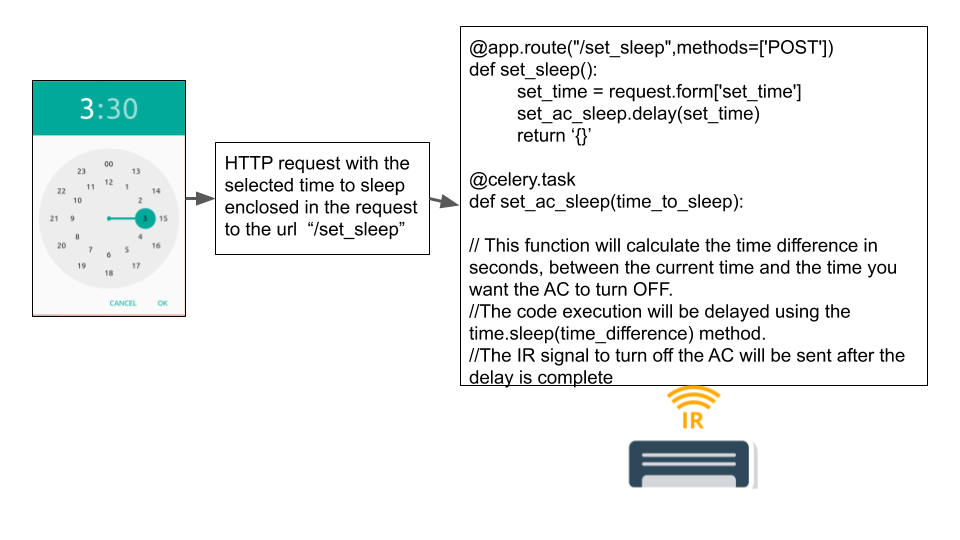 3:30
00
23
13
12
11
1
22
14
10
2
21
9
3
15
8
4
20
16
7
5
6
19
17
18
CANCEL OK
HTTP request with the
selected time to sleep
enclosed in the request
to the url “/set_sleep”
@app.route("/set_sleep",methods=['POST'])
def set_sleep():
set_time = request.form['set_time']
set_ac_sleep.delay(set_time)
return ‘{}’
@celery.task
def set_ac_sleep(time_to_sleep):
// This function will calculate the time difference in
seconds, between the current time and the time you
want the AC to turn OFF.
//The code execution will be delayed using the
time.sleep(time_difference) method.
//The IR signal to turn off the AC will be sent after the
delay is complete
IR